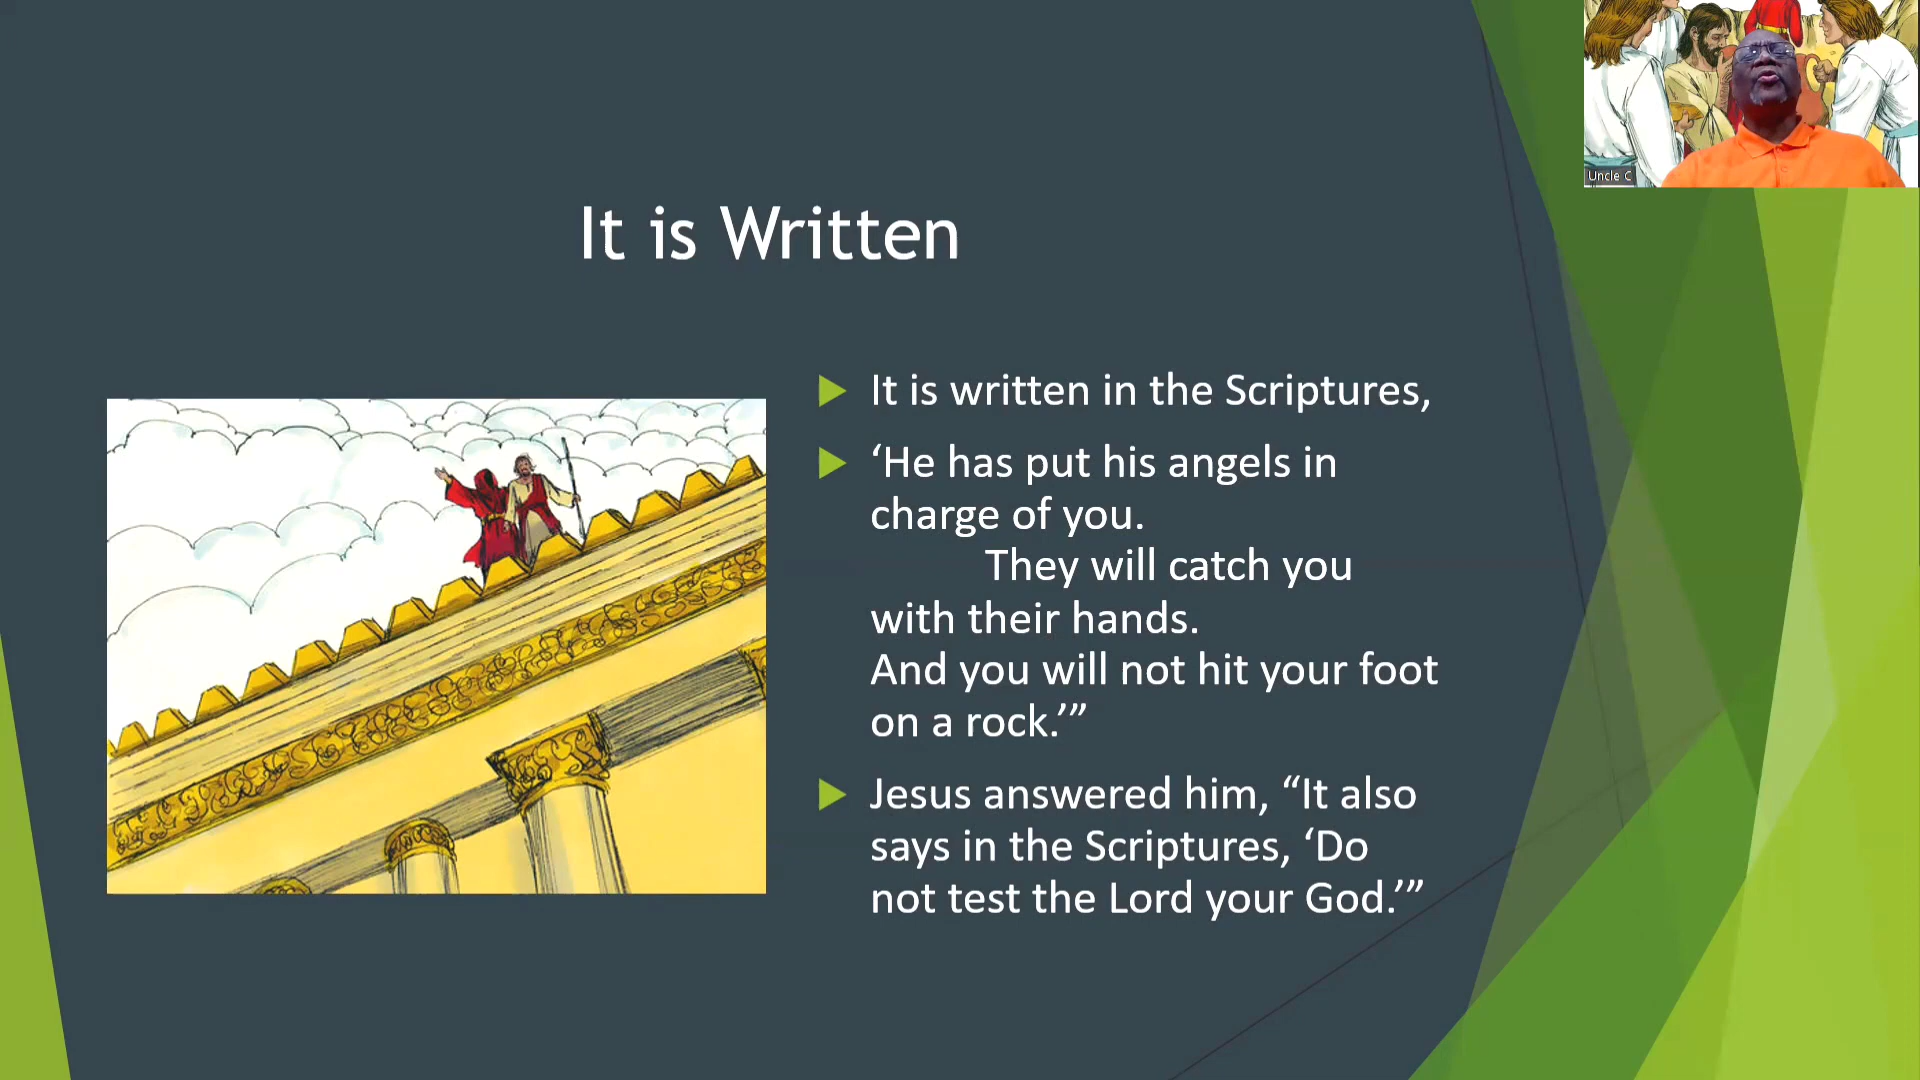 Uncle C
It is Written
It is written in the Scriptures,
‘He has put his angels in
charge of you.
They will catch you
with their hands.
And you will not hit your foot
on a rock.’”
Jesus answered him, “It also
says in the Scriptures, ‘Do
not test the Lord your God.’”